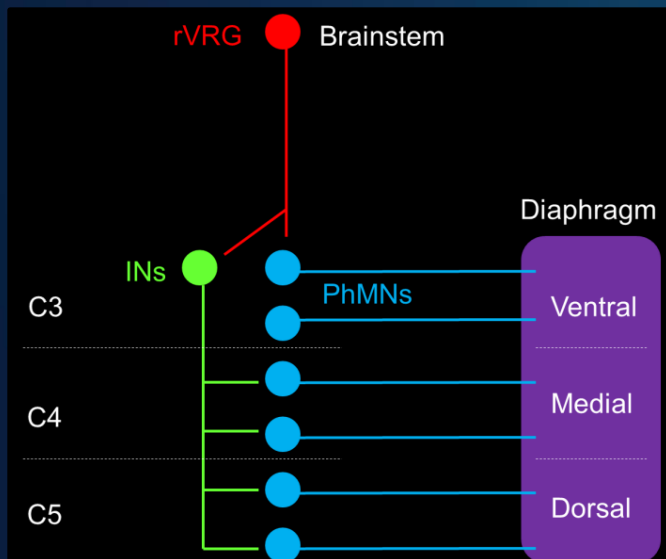 rVRG
Brainstem
Diaphragm
INs
PhMNs
C3
Ventral
C4
Medial
C5
Dorsal